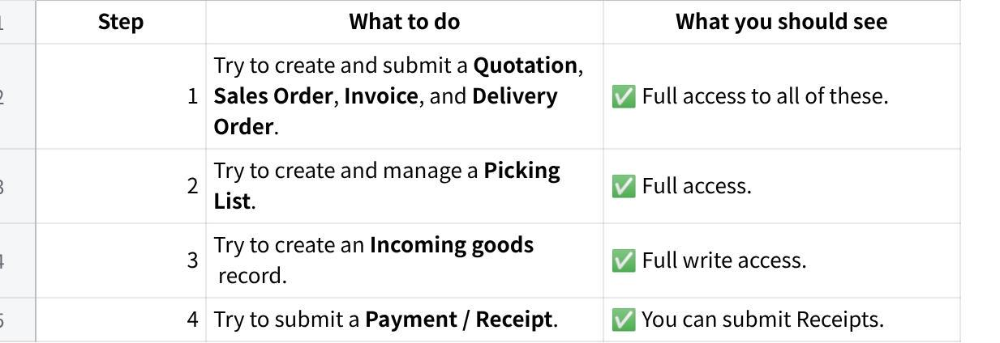 Step What to do What you should see
Try to create and submit a Quotation,
1 Sales Order, Invoice, and Delivery ✅ Full access to all of these.
Order.
Try to create and manage a Picking
2 List. ✅ Full access.
Try to create an Incoming goods
3 record. ✅ Full write access.
4 Try to submit a Payment / Receipt. ✅ You can submit Receipts.